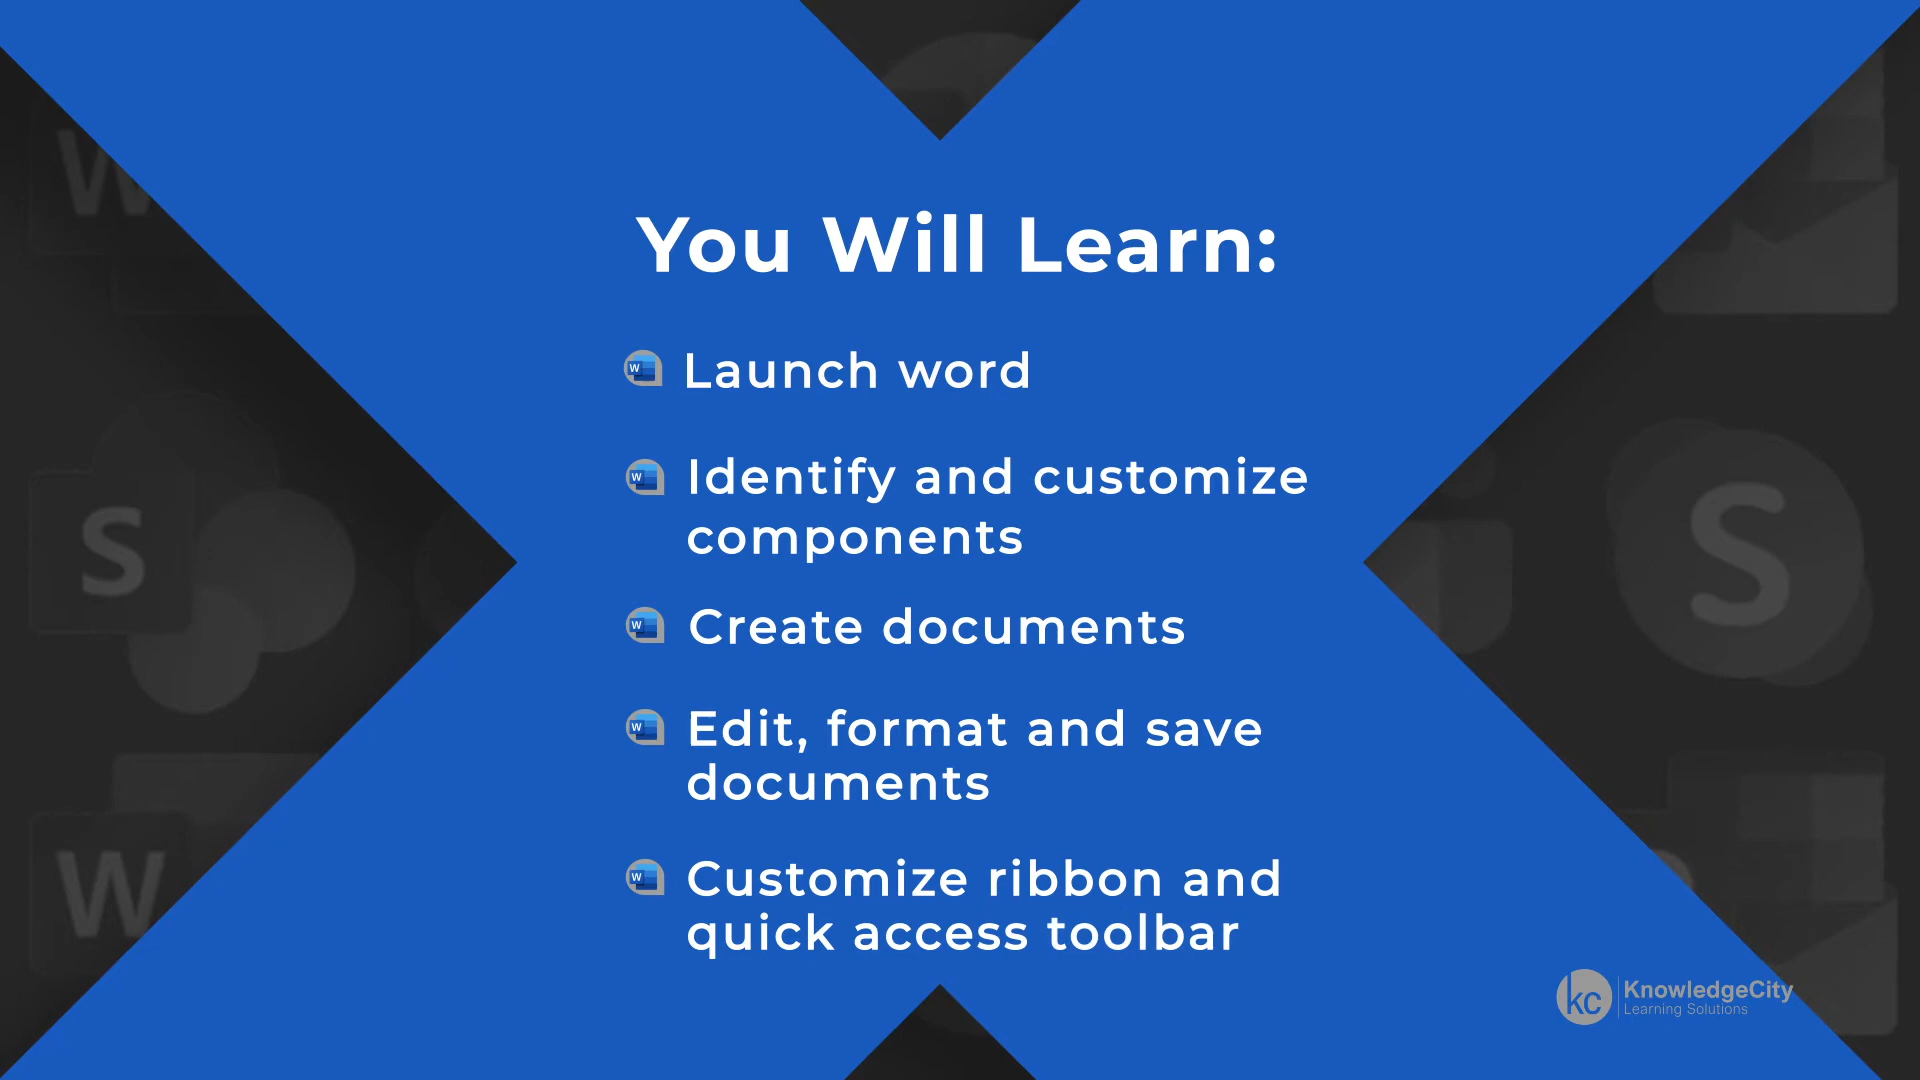 You Will Learn:
Launch word
Identify and customize
components
Create documents
Edit, format and save
documents
Customize ribbon and
quick access toolbar
W
W
W
W
W
W
S
W
S
kc
KnowledgeCity
Learning Solutions